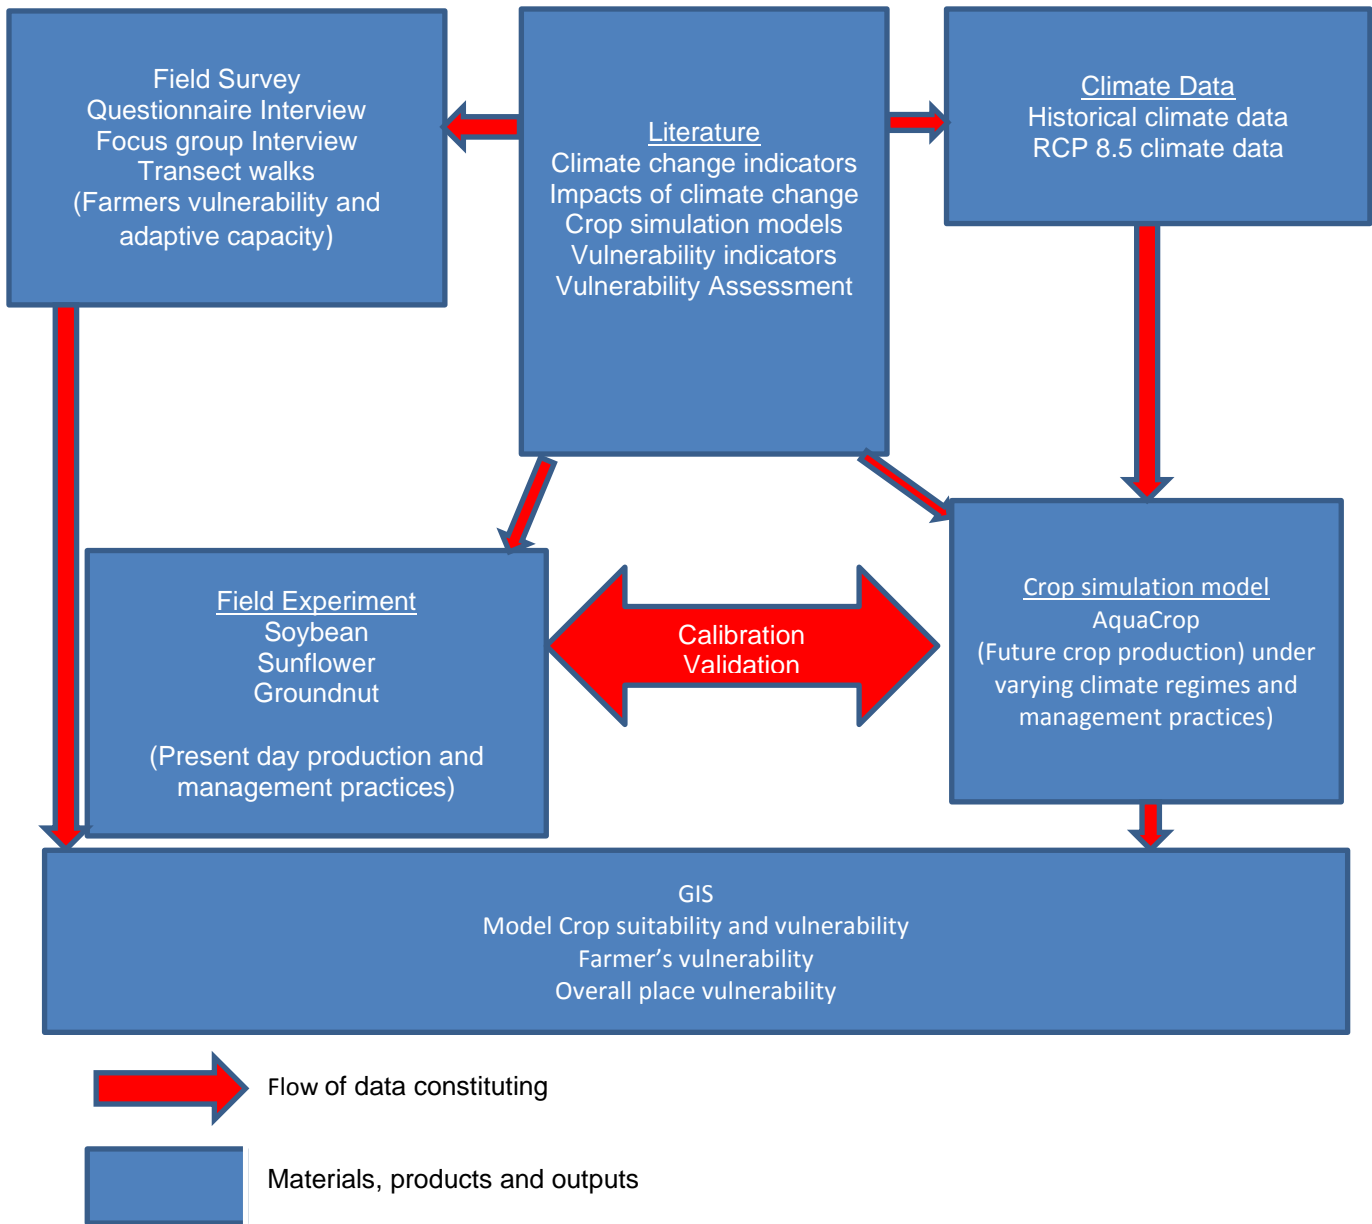 Field Survey
Questionnaire Interview
Focus group Interview
Transect walks
(Farmers vulnerability and
adaptive capacity)
Literature
Climate change indicators
Impacts of climate change
Crop simulation models
Vulnerability indicators
Vulnerability Assessment
Climate Data
Historical climate data
RCP 8.5 climate data
Field Experiment
Soybean
Sunflower
Groundnut
(Present day production and
management practices)
Calibration
Validation
Crop simulation model
AquaCrop
(Future crop production) under
varying climate regimes and
management practices)
GIS
Model Crop suitability and vulnerability
Farmer’s vulnerability
Overall place vulnerability
Flow of data constituting
Materials, products and outputs